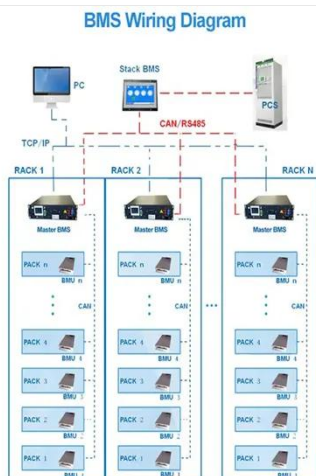 BMS Wiring Diagram
PC
Stack BMS
PCS
CAN/RS485
TCP/IP
RACK 1
RACK 2
RACK N
Master BMS
Master BMS
Master BMS
PACK n
PACK n
PACK n
BMU n
BMU n
BMU n
CAN
CAN
CAN
PACK 4
PACK 4
PACK 4
BMU 4
BMU 4
BMU 4
PACK 3
PACK 3
PACK 3
BMU 3
BMU 3
BMU 3
PACK 2
PACK 2
PACK 2
BMU 2
BMU 2
BMU 2
PACK 1
PACK 1
PACK 1